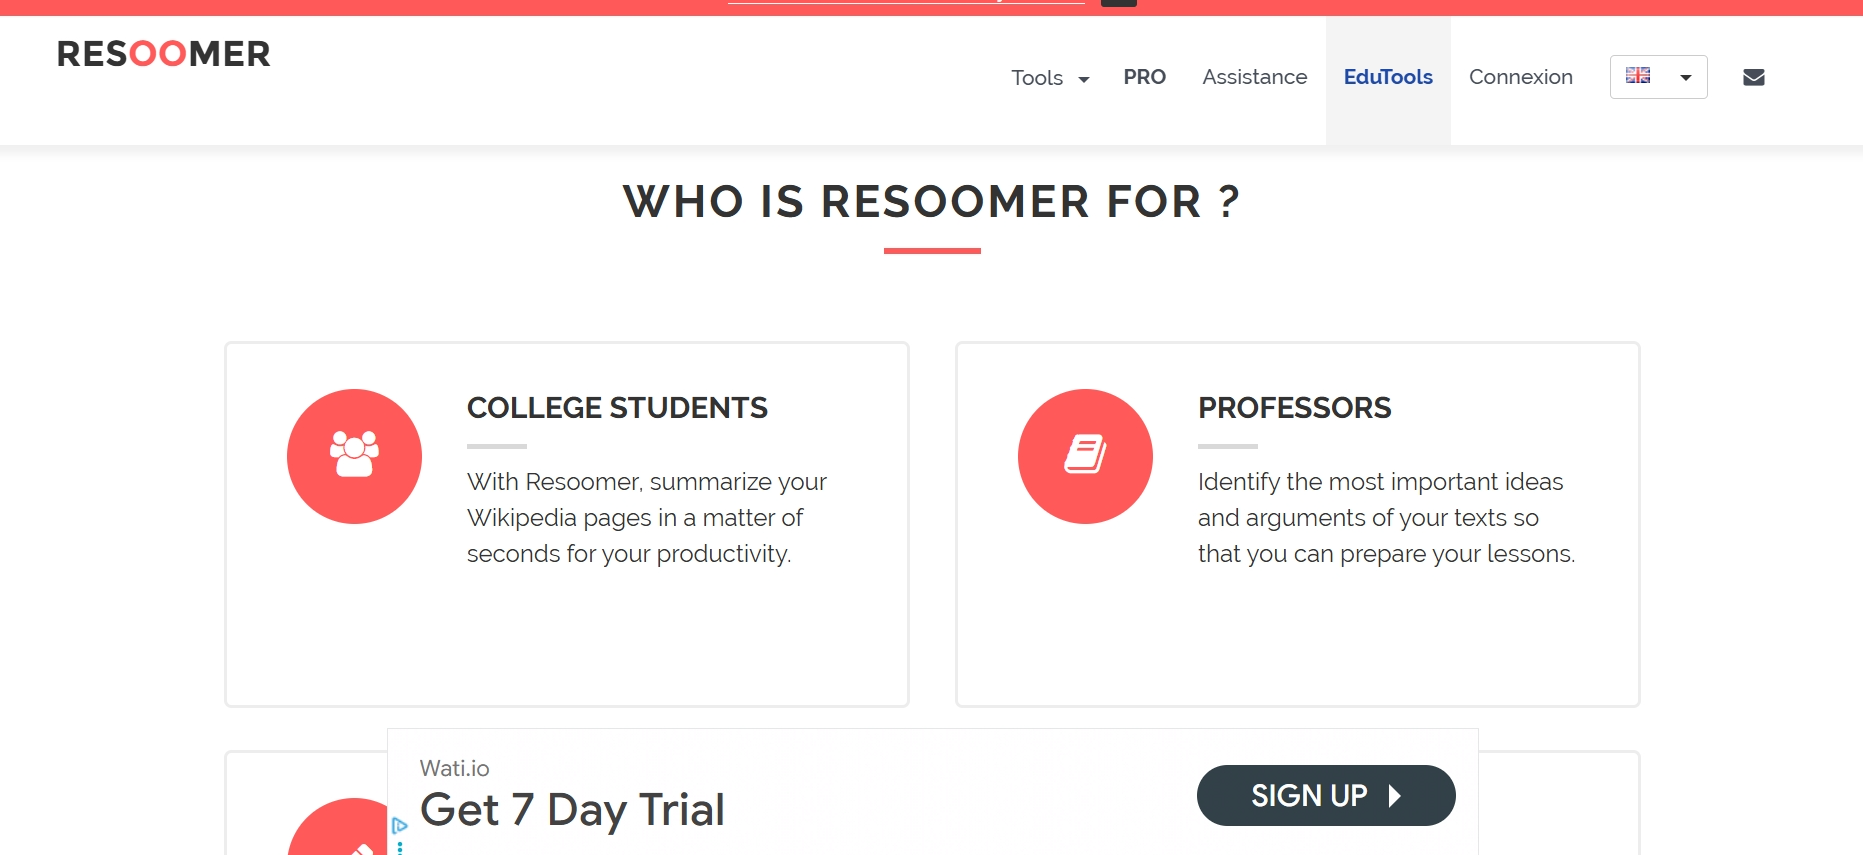 RESOOMER
Tools
PRO
Assistance
EduTools
Connexion
WHO IS RESOOMER FOR ?
COLLEGE STUDENTS
With Resoomer, summarize your
Wikipedia pages in a matter of
seconds for your productivity.
PROFESSORS
Identify the most important ideas
and arguments of your texts so
that you can prepare your lessons.
Wati.io
Get 7 Day Trial
SIGN UP